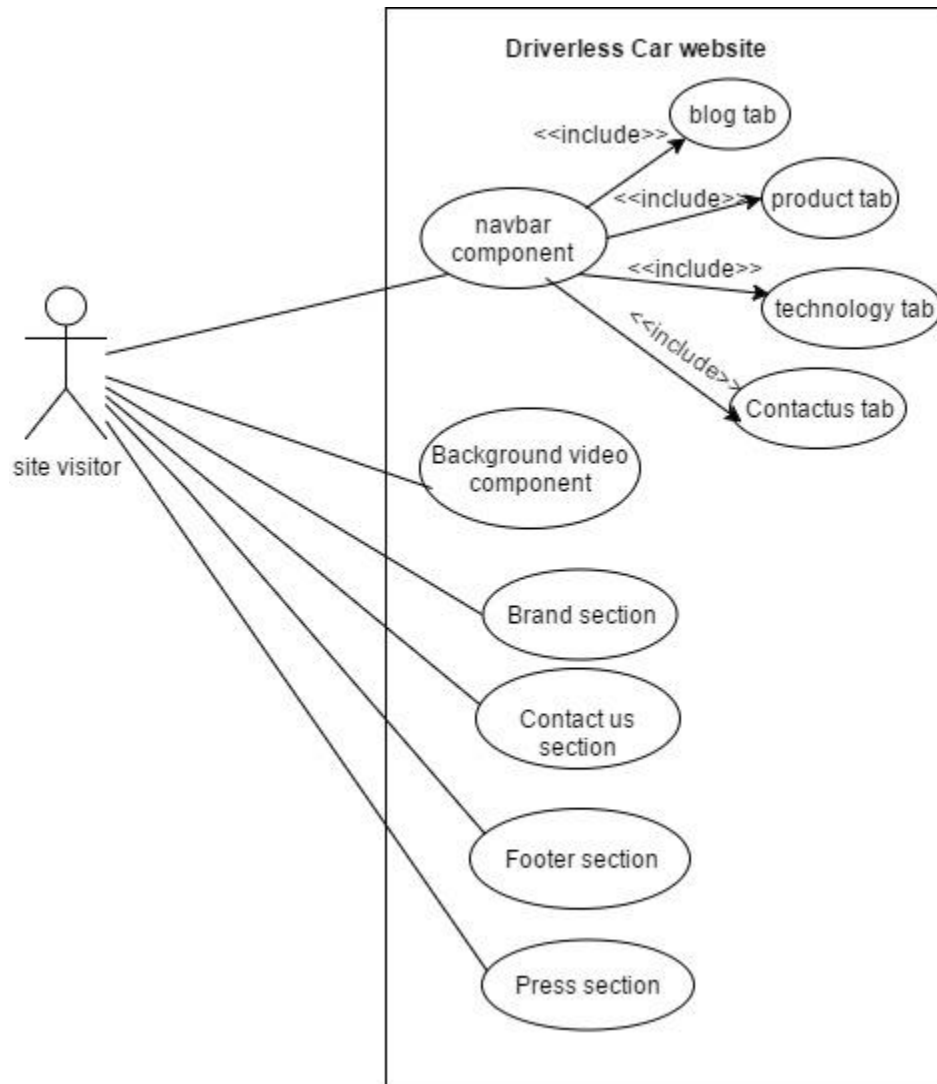 Driverless Car website
blog tab
<<include>>
<<include>>
product tab
navbar
component
<<include>>
technology tab
<<include>>
Contactus tab
site visitor
Background video
component
Brand section
Contact us
section
Footer section
Press section